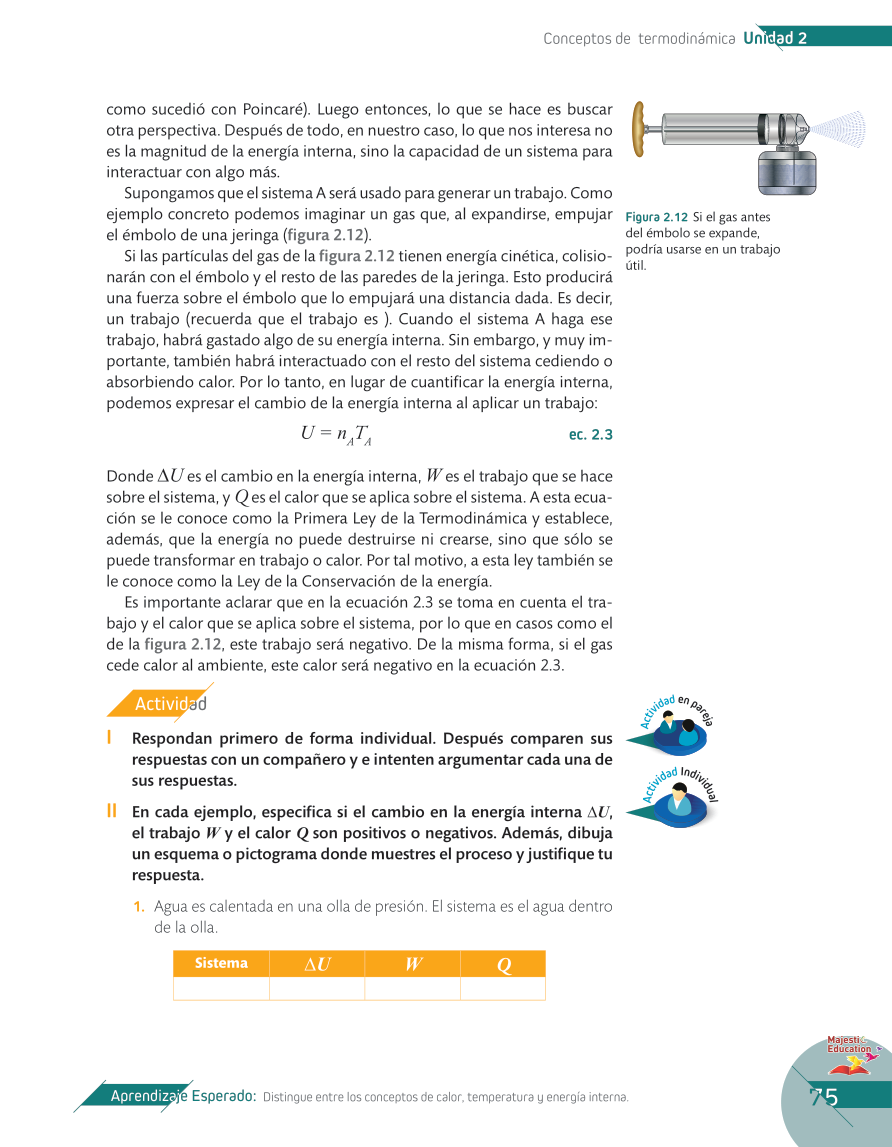 Conceptos de termodinámica Unidad 2
como sucedió con Poincaré). Luego entonces, lo que se hace es buscar
otra perspectiva. Después de todo, en nuestro caso, lo que nos interesa no
es la magnitud de la energía interna, sino la capacidad de un sistema para
interactuar con algo más.
Supongamos que el sistema A será usado para generar un trabajo. Como
ejemplo concreto podemos imaginar un gas que, al expandirse, empujar
el émbolo de una jeringa (figura 2.12).
Si las partículas del gas de la figura 2.12 tienen energía cinética, colisio-
narán con el émbolo y el resto de las paredes de la jeringa. Esto producirá
una fuerza sobre el émbolo que lo empujará una distancia dada. Es decir,
un trabajo (recuerda que el trabajo es ). Cuando el sistema A haga ese
trabajo, habrá gastado algo de su energía interna. Sin embargo, y muy im-
portante, también habrá interactuado con el resto del sistema cediendo o
absorbiendo calor. Por lo tanto, en lugar de cuantificar la energía interna,
podemos expresar el cambio de la energía interna al aplicar un trabajo:
U = n_A T_A ec. 2.3
Donde ΔU es el cambio en la energía interna, W es el trabajo que se hace
sobre el sistema, y Q es el calor que se aplica sobre el sistema. A esta ecua-
ción se le conoce como la Primera Ley de la Termodinámica y establece,
además, que la energía no puede destruirse ni crearse, sino que sólo se
puede transformar en trabajo o calor. Por tal motivo, a esta ley también se
le conoce como la Ley de la Conservación de la energía.
Es importante aclarar que en la ecuación 2.3 se toma en cuenta el tra-
bajo y el calor que se aplica sobre el sistema, por lo que en casos como el
de la figura 2.12, este trabajo será negativo. De la misma forma, si el gas
cede calor al ambiente, este calor será negativo en la ecuación 2.3.
Figura 2.12 Si el gas antes
del émbolo se expande,
podría usarse en un trabajo
útil.
Actividad
I Respondan primero de forma individual. Después comparen sus
respuestas con un compañero y e intenten argumentar cada una de
sus respuestas.
II En cada ejemplo, especifica si el cambio en la energía interna ΔU,
el trabajo W y el calor Q son positivos o negativos. Además, dibuja
un esquema o pictograma donde muestres el proceso y justifique tu
respuesta.
Actividad en pareja
Actividad Individual
1. Agua es calentada en una olla de presión. El sistema es el agua dentro
de la olla.
Sistema ΔU W Q
Majestic
Education
Aprendizaje Esperado: Distingue entre los conceptos de calor, temperatura y energía interna.
75